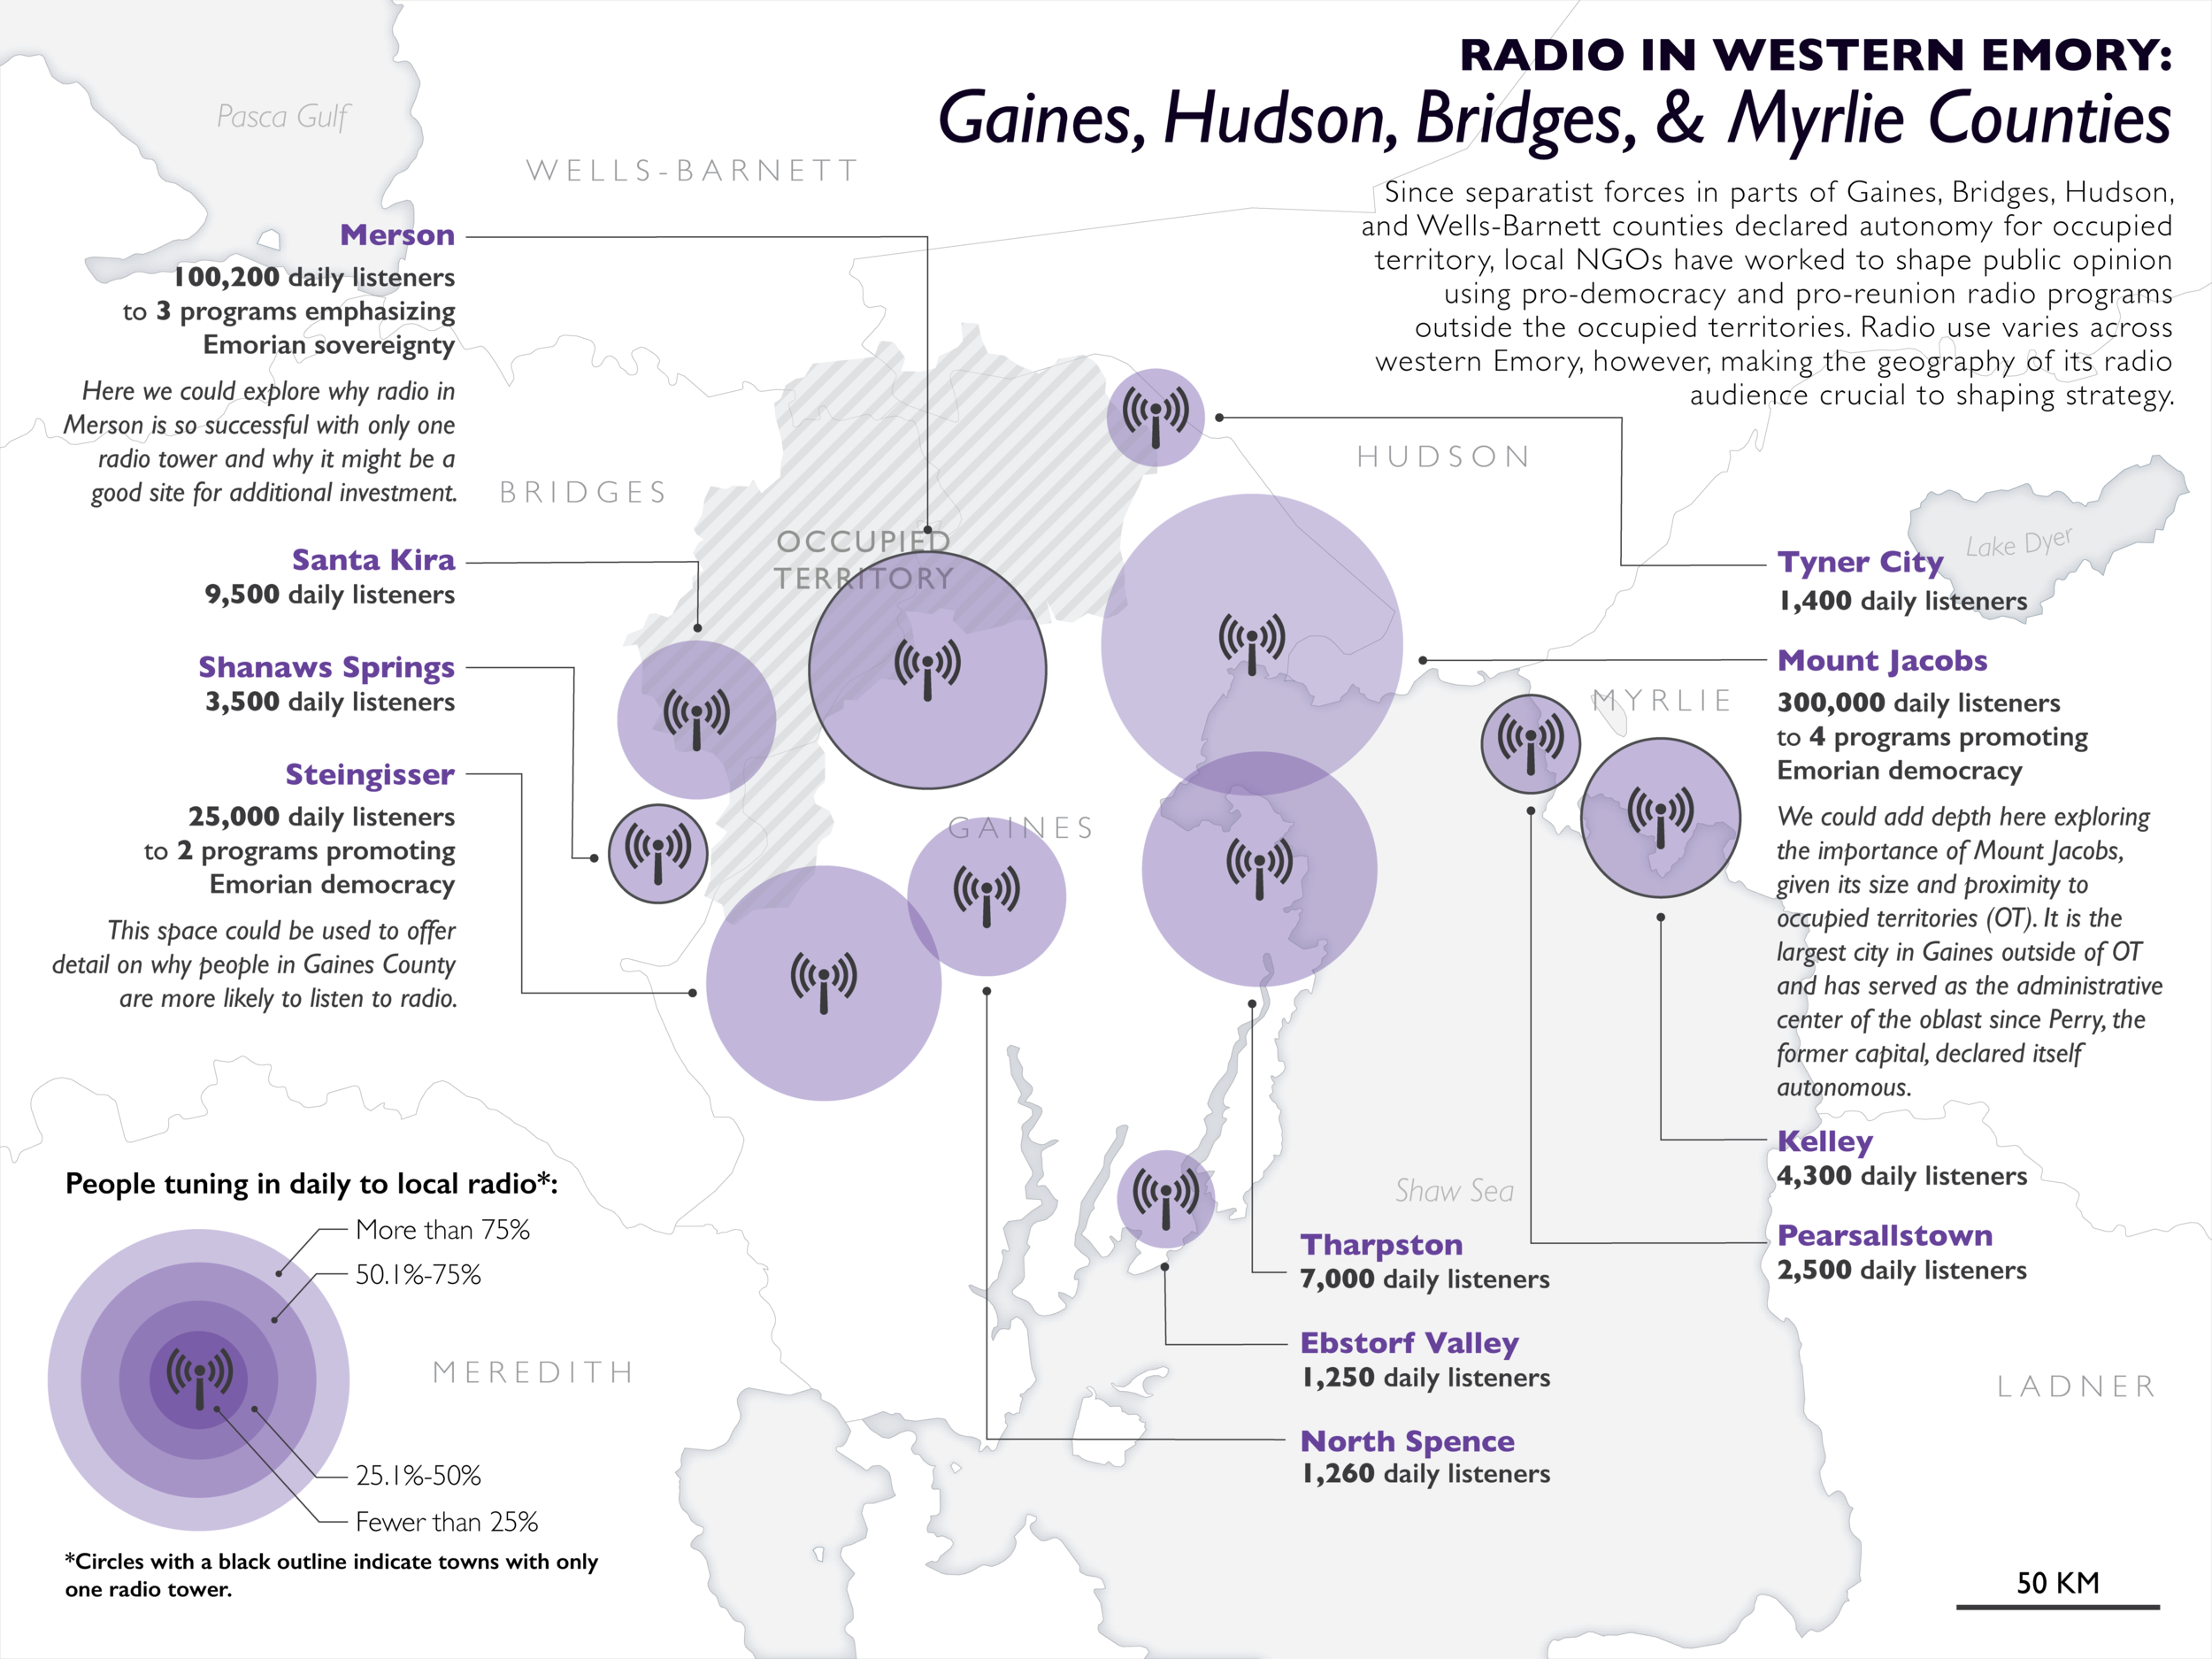 RADIO IN WESTERN EMORY:
Gaines, Hudson, Bridges, & Myrlie Counties
Since separatist forces in parts of Gaines, Bridges, Hudson,
and Wells-Barnett counties declared autonomy for occupied
territory, local NGOs have worked to shape public opinion
using pro-democracy and pro-reunion radio programs
outside the occupied territories. Radio use varies across
western Emory, however, making the geography of its radio
audience crucial to shaping strategy.
Pasca Gulf
WELLS-BARNETT
Merson
100,200 daily listeners
to 3 programs emphasizing
Emorian sovereignty
Here we could explore why radio in
Merson is so successful with only one
radio tower and why it might be a
good site for additional investment.
BRIDGES
HUDSON
OCCUPIED
TERRITORY
Lake Dyer
Santa Kira
9,500 daily listeners
Shanaws Springs
3,500 daily listeners
Steingisser
25,000 daily listeners
to 2 programs promoting
Emorian democracy
This space could be used to offer
detail on why people in Gaines County
are more likely to listen to radio.
GAINES
MYRLIE
Tyner City
1,400 daily listeners
Mount Jacobs
300,000 daily listeners
to 4 programs promoting
Emorian democracy
We could add depth here exploring
the importance of Mount Jacobs,
given its size and proximity to
occupied territories (OT). It is the
largest city in Gaines outside of OT
and has served as the administrative
center of the oblast since Perry, the
former capital, declared itself
autonomous.
Kelley
4,300 daily listeners
Pearsallstown
2,500 daily listeners
Shaw Sea
Tharpston
7,000 daily listeners
Ebstorf Valley
1,250 daily listeners
North Spence
1,260 daily listeners
MEREDITH
LADNER
People tuning in daily to local radio*:
More than 75%
50.1%-75%
25.1%-50%
Fewer than 25%
*Circles with a black outline indicate towns with only
one radio tower.
50 KM